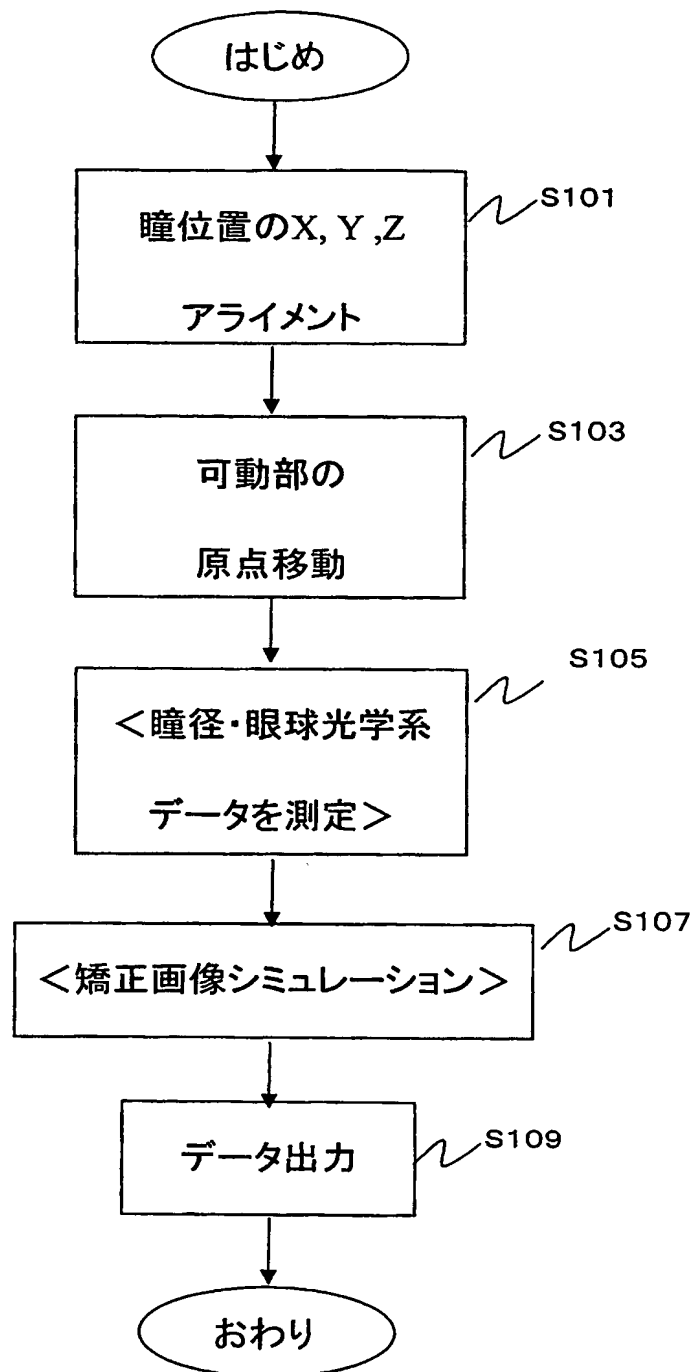 はじめ
瞳位置のX, Y ,Z
アライメント
S101
可動部の
原点移動
S103
<瞳径・眼球光学系
データを測定>
S105
<矯正画像シミュレーション>
S107
データ出力
S109
おわり